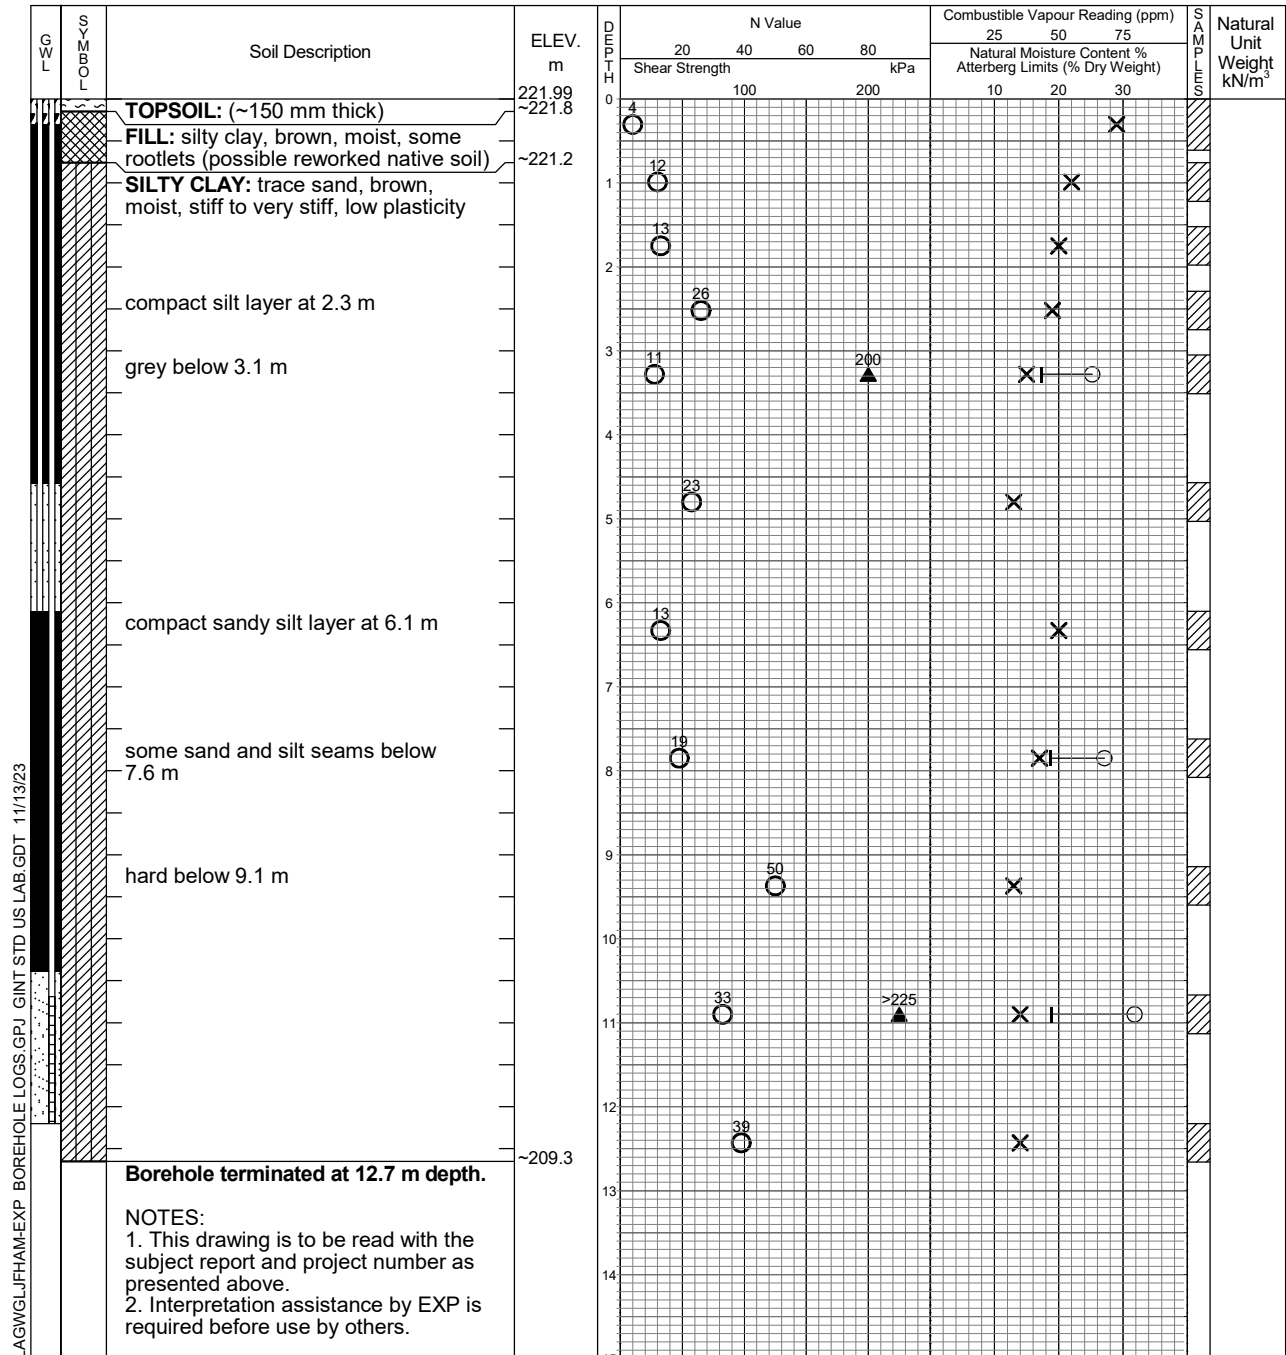 GWL
SYMBOL
Soil Description
ELEV.
m
DEPTH
N Value
20 40 60 80
Shear Strength kPa
100 200
Combustible Vapour Reading (ppm)
25 50 75
Natural Moisture Content %
Atterberg Limits (% Dry Weight)
10 20 30
SAMPLES
Natural
Unit
Weight
kN/m³
221.99
TOPSOIL: (~150 mm thick)
~221.8
FILL: silty clay, brown, moist, some
rootlets (possible reworked native soil)
~221.2
SILTY CLAY: trace sand, brown,
moist, stiff to very stiff, low plasticity
compact silt layer at 2.3 m
grey below 3.1 m
compact sandy silt layer at 6.1 m
some sand and silt seams below
7.6 m
hard below 9.1 m
~209.3
Borehole terminated at 12.7 m depth.
NOTES:
1. This drawing is to be read with the
subject report and project number as
presented above.
2. Interpretation assistance by EXP is
required before use by others.
0
4
12
1
13
2
26
3
11 200
4
23
5
6
13
7
19
8
9
50
10
33 >225
11
12
39
13
14
LAGWGLJFHAM-EXP BOREHOLE LOGS.GPJ GINT STD US LAB.GDT 11/13/23